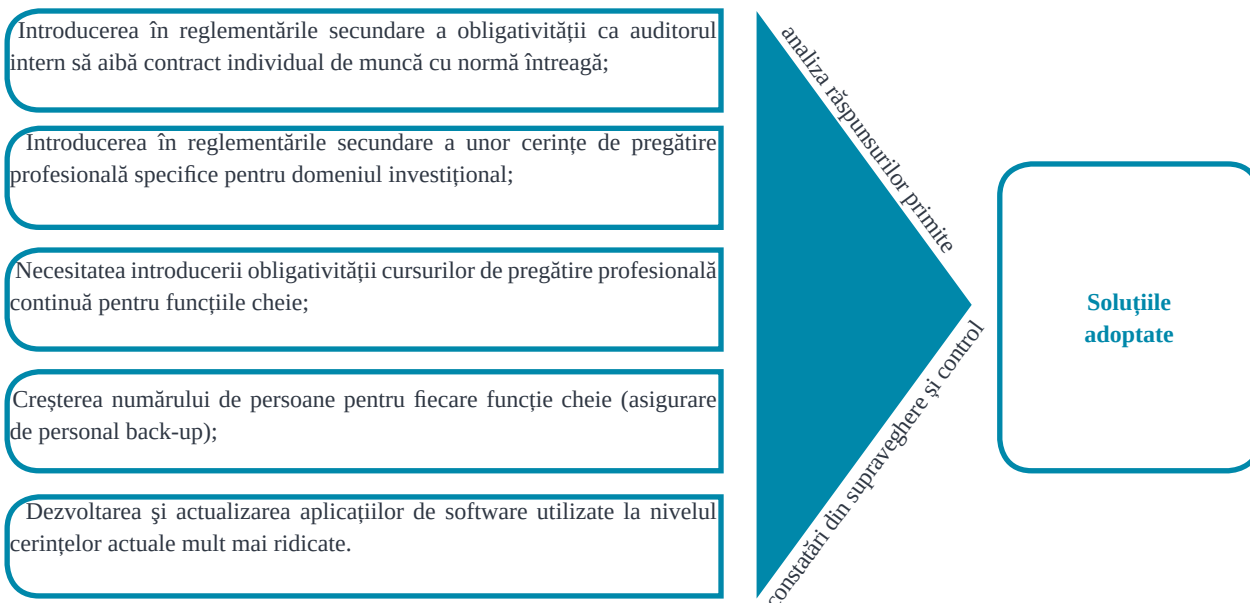 Introducerea în reglementările secundare a obligativității ca auditorul
intern să aibă contract individual de muncă cu normă întreagă;
Introducerea în reglementările secundare a unor cerințe de pregătire
profesională specifice pentru domeniul investițional;
Necesitatea introducerii obligativității cursurilor de pregătire profesională
continuă pentru funcțiile cheie;
Creșterea numărului de persoane pentru fiecare funcție cheie (asigurare
de personal back-up);
Dezvoltarea şi actualizarea aplicațiilor de software utilizate la nivelul
cerințelor actuale mult mai ridicate.
analiza răspunsurilor primite
constatări din supraveghere și control
Soluțiile
adoptate